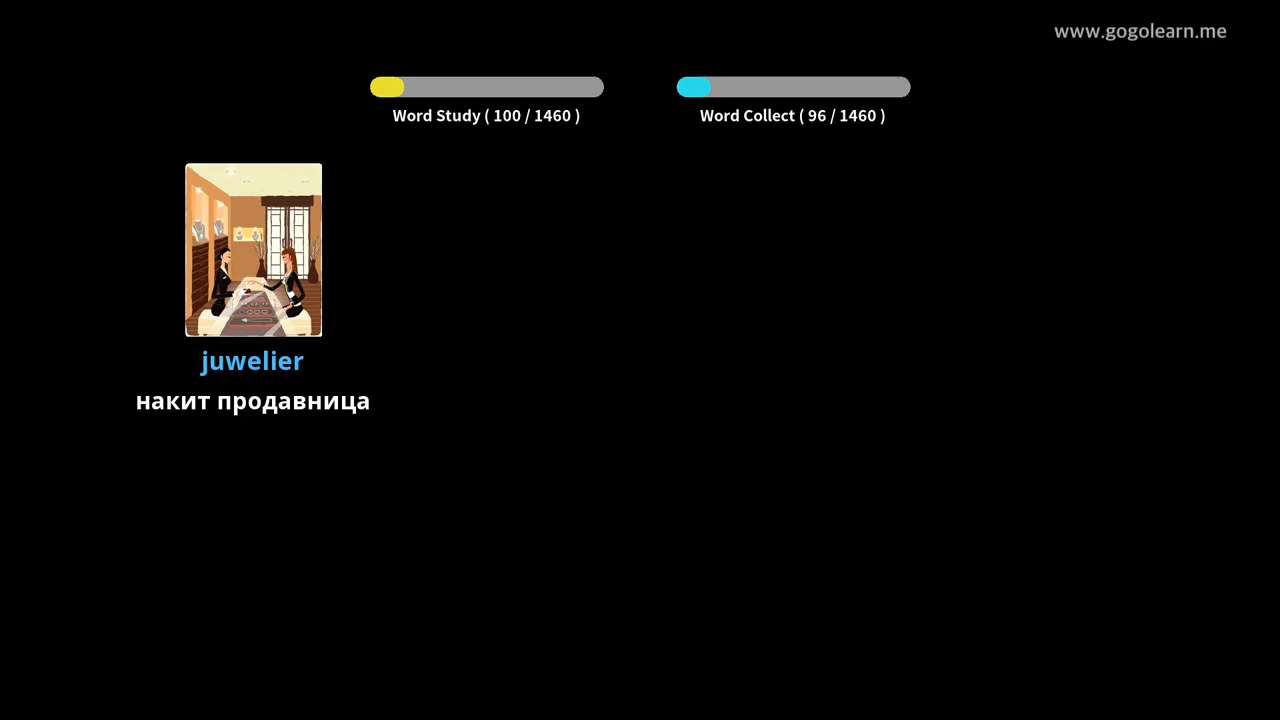 www.gogolearn.me
Word Study ( 100 / 1460 )
Word Collect ( 96 / 1460 )
juwelier
накит продавница